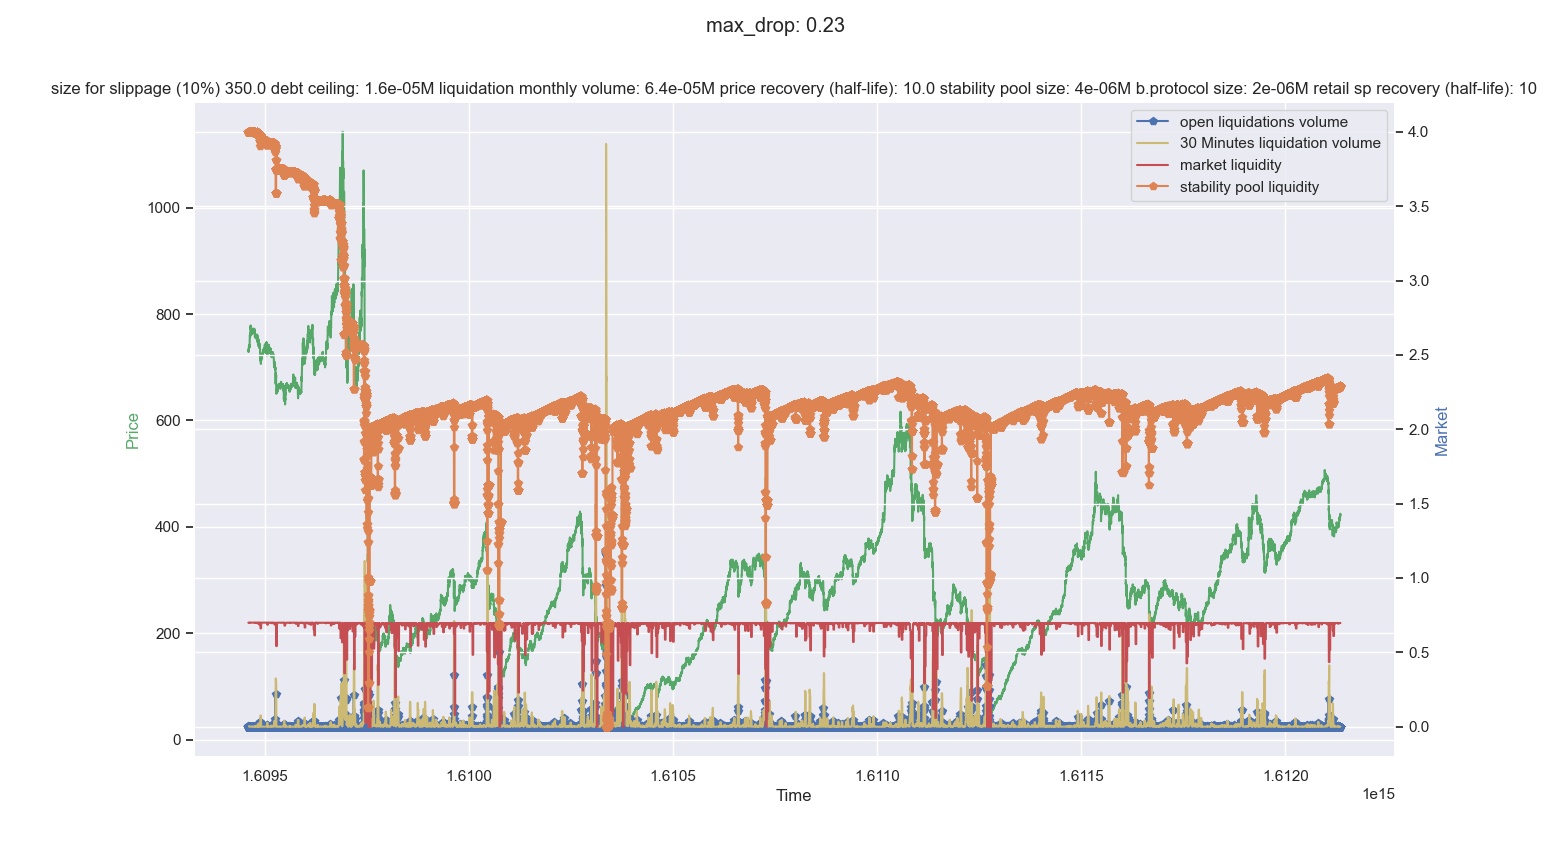 max_drop: 0.23
size for slippage (10%) 350.0 debt ceiling: 1.6e-05M liquidation monthly volume: 6.4e-05M price recovery (half-life): 10.0 stability pool size: 4e-06M b.protocol size: 2e-06M retail sp recovery (half-life): 10
open liquidations volume
30 Minutes liquidation volume
market liquidity
stability pool liquidity
1000
800
600
400
200
0
Price
4.0
3.5
3.0
2.5
2.0
1.5
1.0
0.5
0.0
Market
1.6095 1.6100 1.6105 1.6110 1.6115 1.6120
1e15
Time